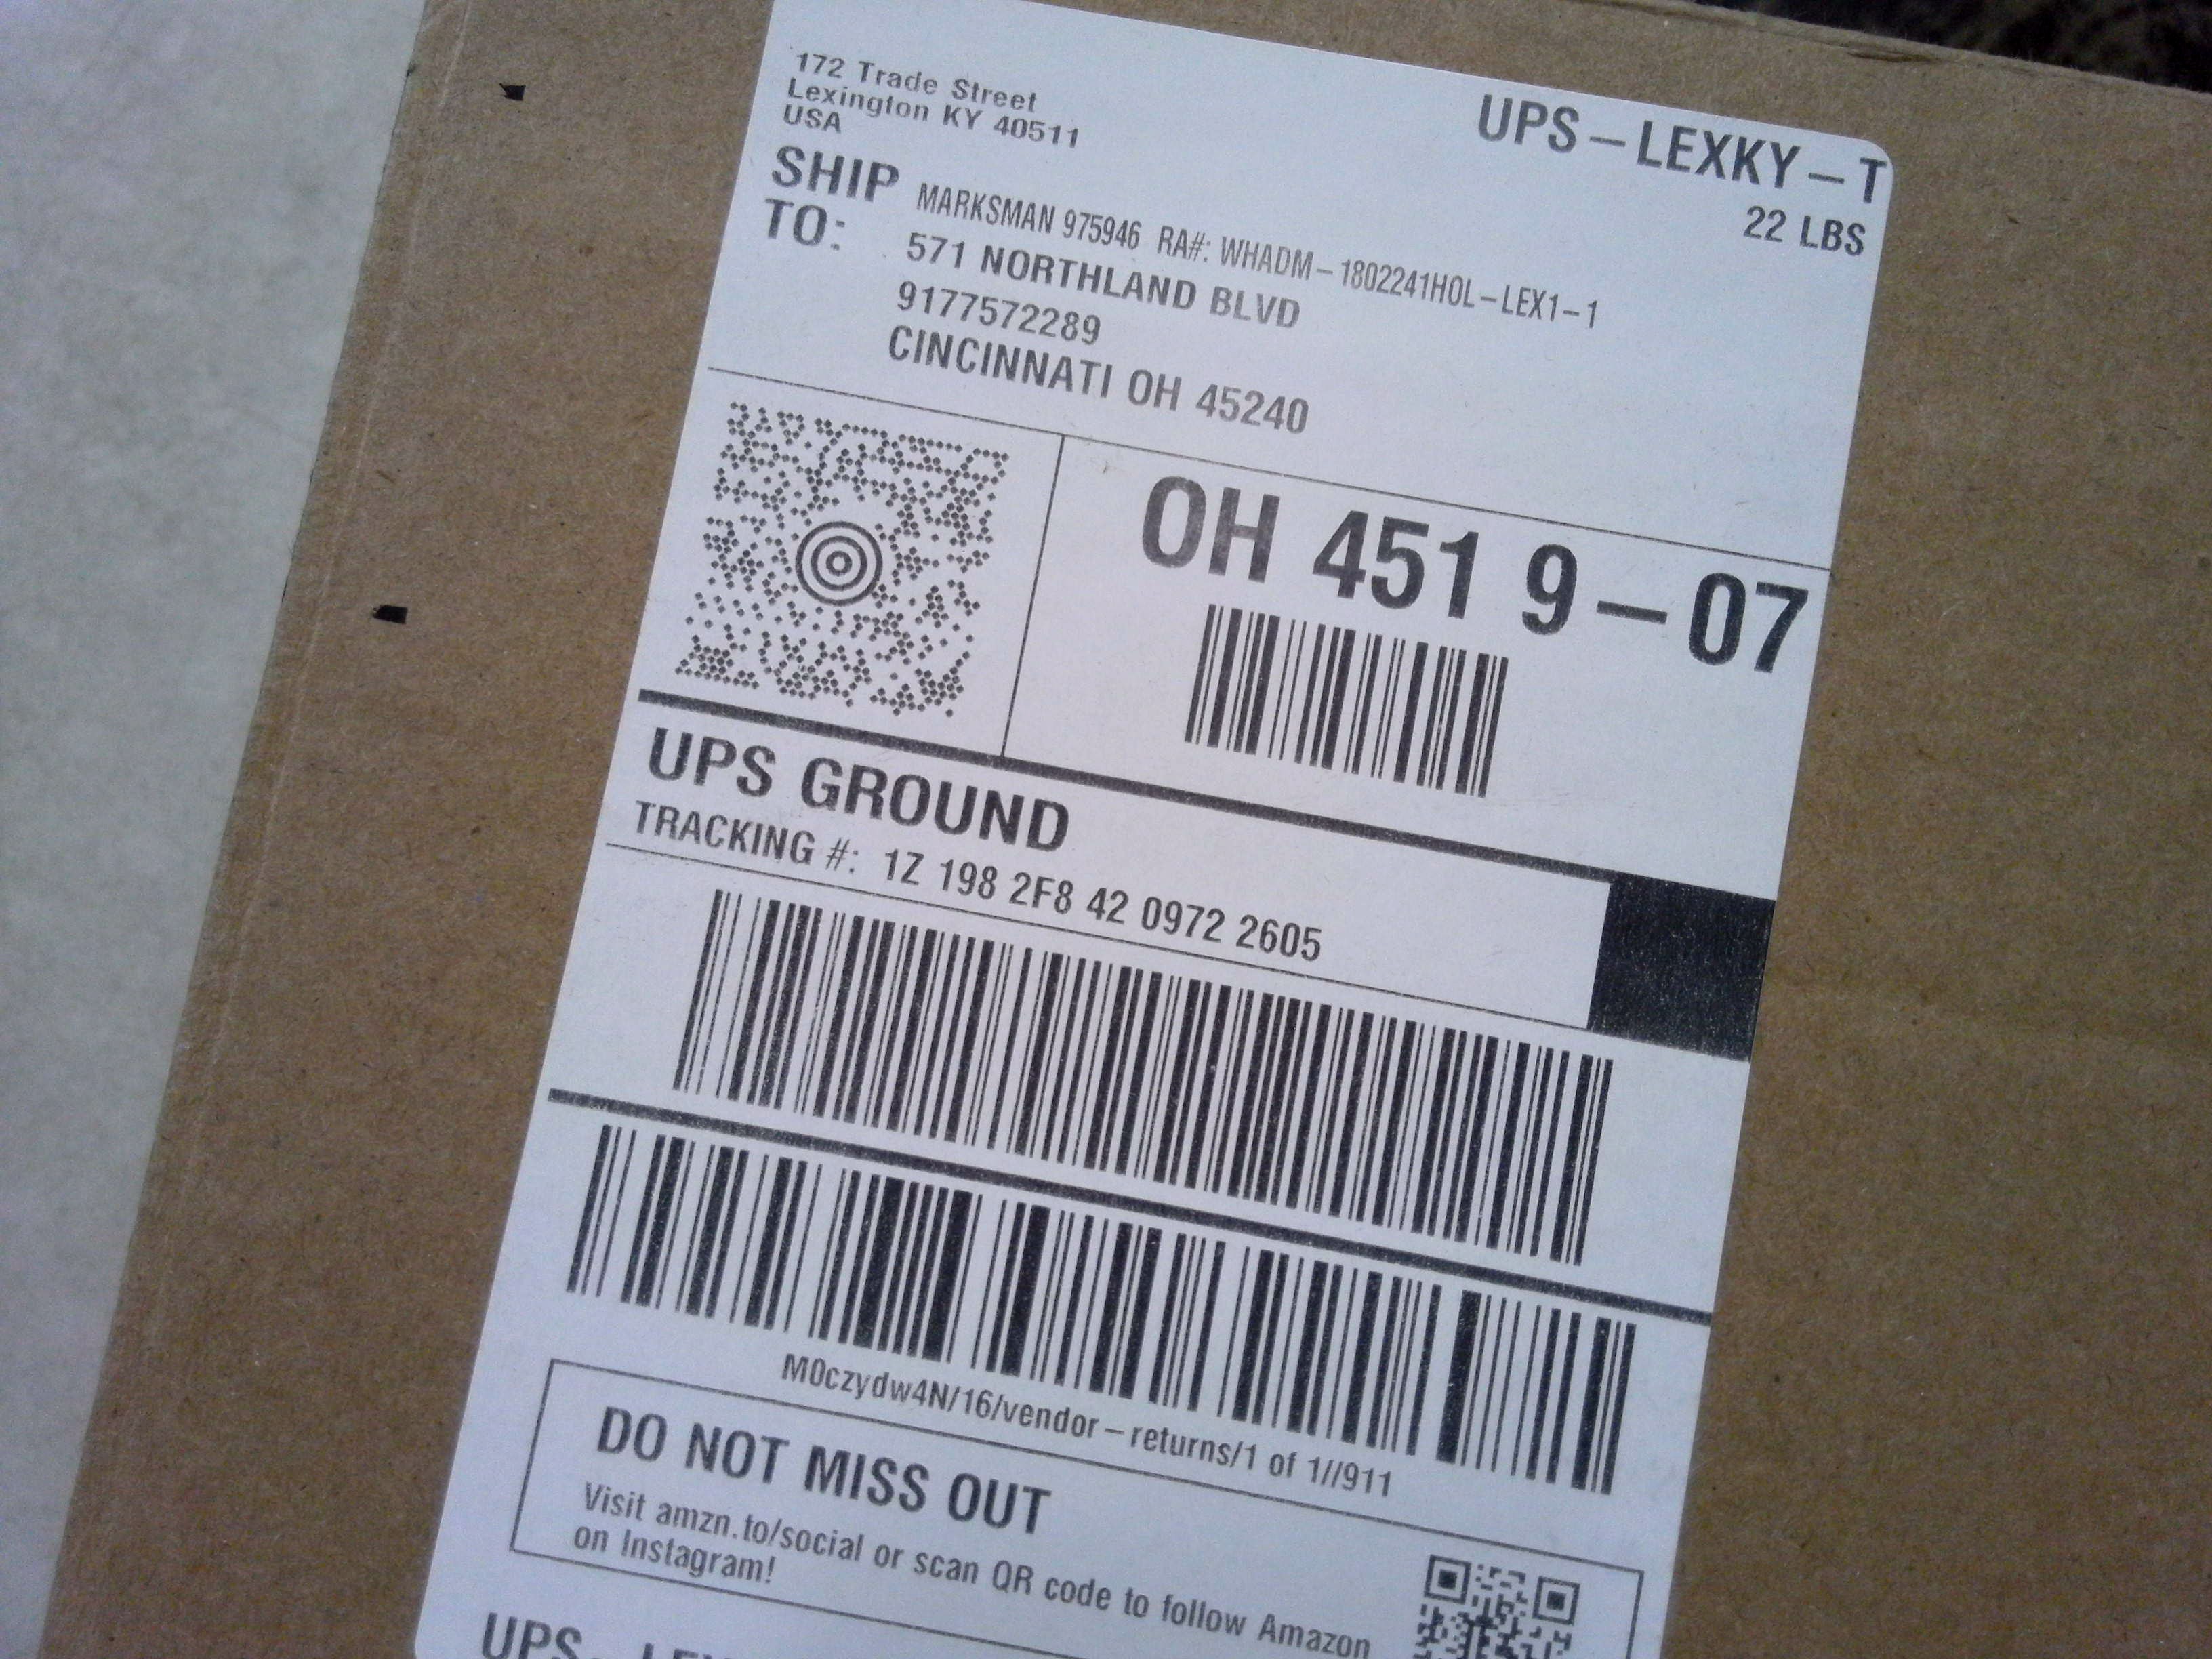 172 Trade Street
Lexington KY 40511
USA
UPS-LEXKY-T
22 LBS
SHIP
TO:
MARKSMAN 975946 RA#: WHADM-1802241HOL-LEX1-1
571 NORTHLAND BLVD
9177572289
CINCINNATI OH 45240
OH 451 9-07
UPS GROUND
TRACKING #: 1Z 198 2F8 42 0972 2605
M0czydw4N/16/vendor-returns/1 of 1//911
DO NOT MISS OUT
Visit amzn.to/social or scan QR code to follow Amazon
on Instagram!
UPS-